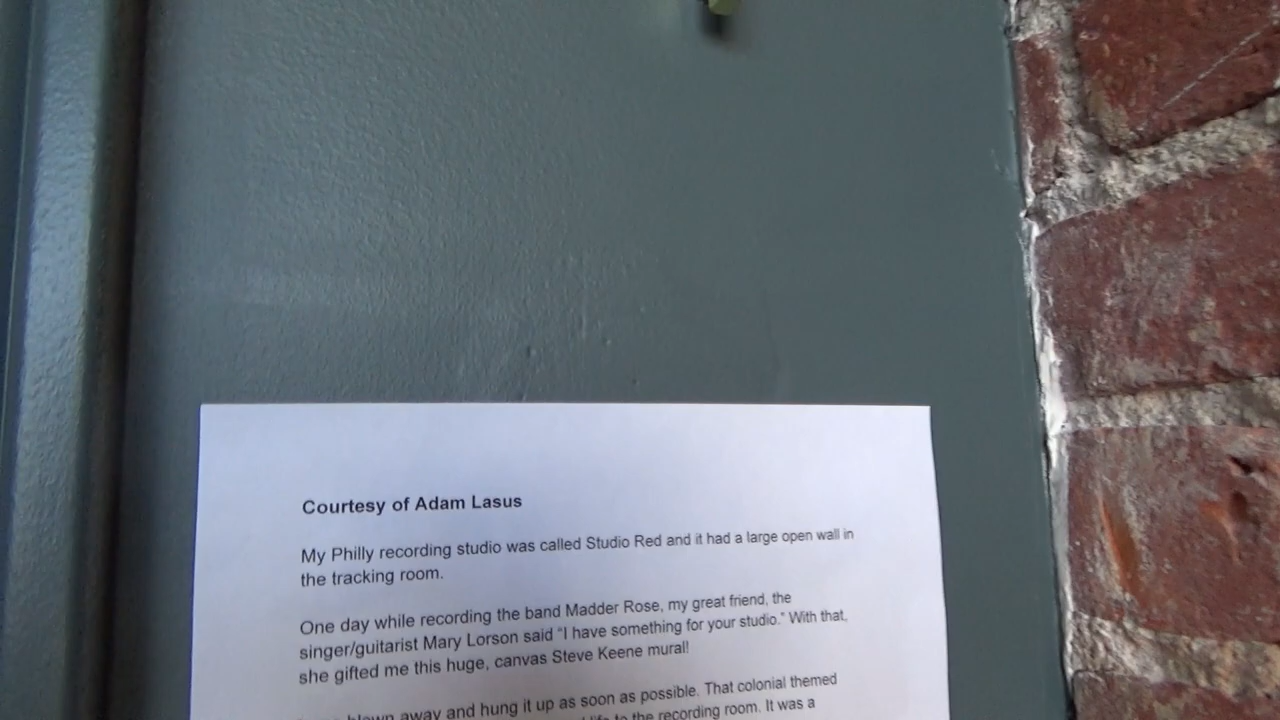 Courtesy of Adam Lasus
My Philly recording studio was called Studio Red and it had a large open wall in
the tracking room.
One day while recording the band Madder Rose, my great friend, the
singer/guitarist Mary Lorson said “I have something for your studio.” With that,
she gifted me this huge, canvas Steve Keene mural!
blown away and hung it up as soon as possible. That colonial themed
life to the recording room. It was a